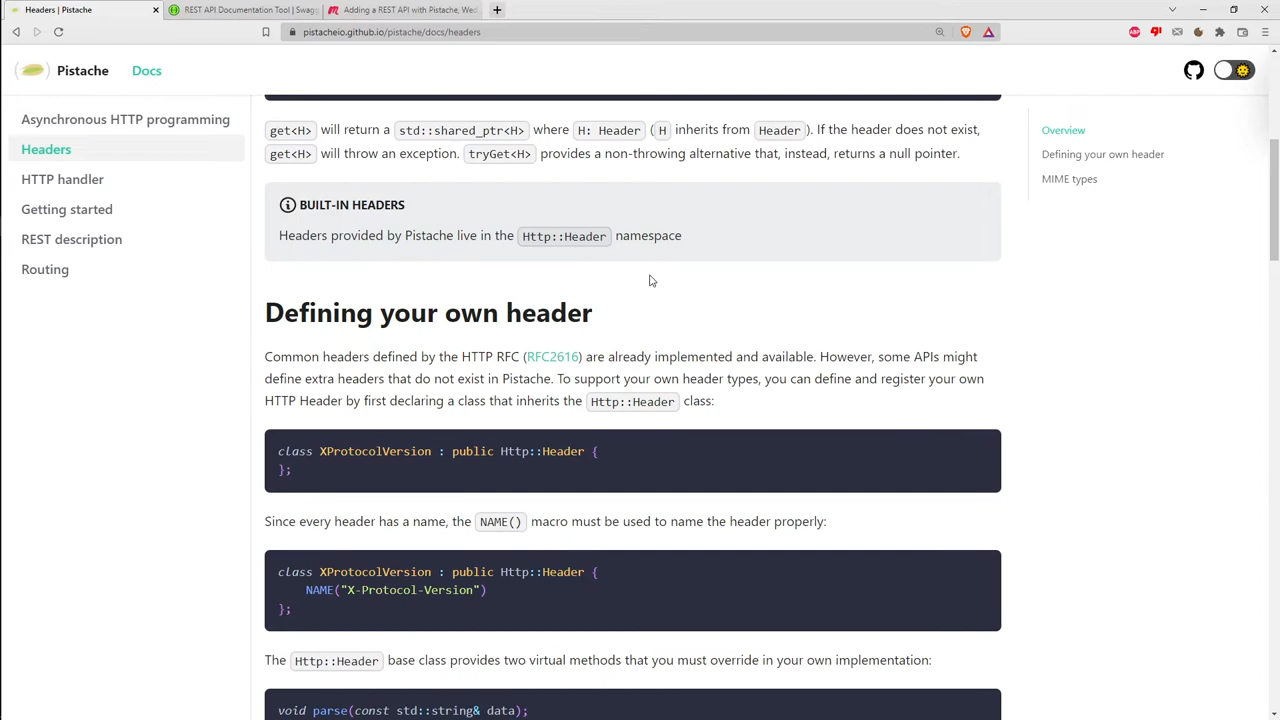 Headers | Pistache
REST API Documentation Tool | Swagg
Adding a REST API with Pistache, Wes
pistacheio.github.io/pistache/docs/headers
Pistache
Docs
Asynchronous HTTP programming
Headers
HTTP handler
Getting started
REST description
Routing
get<H> will return a std::shared_ptr<H> where H: Header ( H inherits from Header ). If the header does not exist,
get<H> will throw an exception. tryGet<H> provides a non-throwing alternative that, instead, returns a null pointer.
BUILT-IN HEADERS
Headers provided by Pistache live in the Http::Header namespace
Defining your own header
Common headers defined by the HTTP RFC (RFC2616) are already implemented and available. However, some APIs might
define extra headers that do not exist in Pistache. To support your own header types, you can define and register your own
HTTP Header by first declaring a class that inherits the Http::Header class:
class XProtocolVersion : public Http::Header {
};
Since every header has a name, the NAME() macro must be used to name the header properly:
class XProtocolVersion : public Http::Header {
NAME("X-Protocol-Version")
};
The Http::Header base class provides two virtual methods that you must override in your own implementation:
void parse(const std::string& data);
Overview
Defining your own header
MIME types